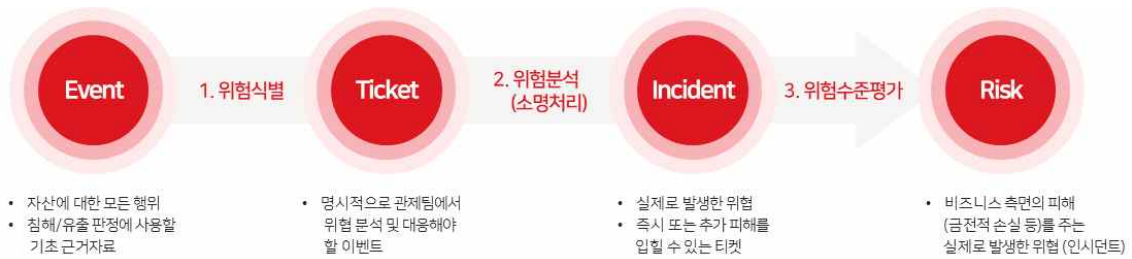 Event
1. 위험식별
Ticket
2. 위험분석
(소명처리)
Incident
3. 위험수준평가
Risk
• 자산에 대한 모든 행위
• 침해/유출 판정에 사용할
기초 근거자료
• 명시적으로 관제팀에서
위협 분석 및 대응해야
할 이벤트
• 실제로 발생한 위협
• 즉시 또는 추가 피해를
입힐 수 있는 티켓
• 비즈니스 측면의 피해
(금전적 손실 등)를 주는
실제로 발생한 위협 (인시던트)